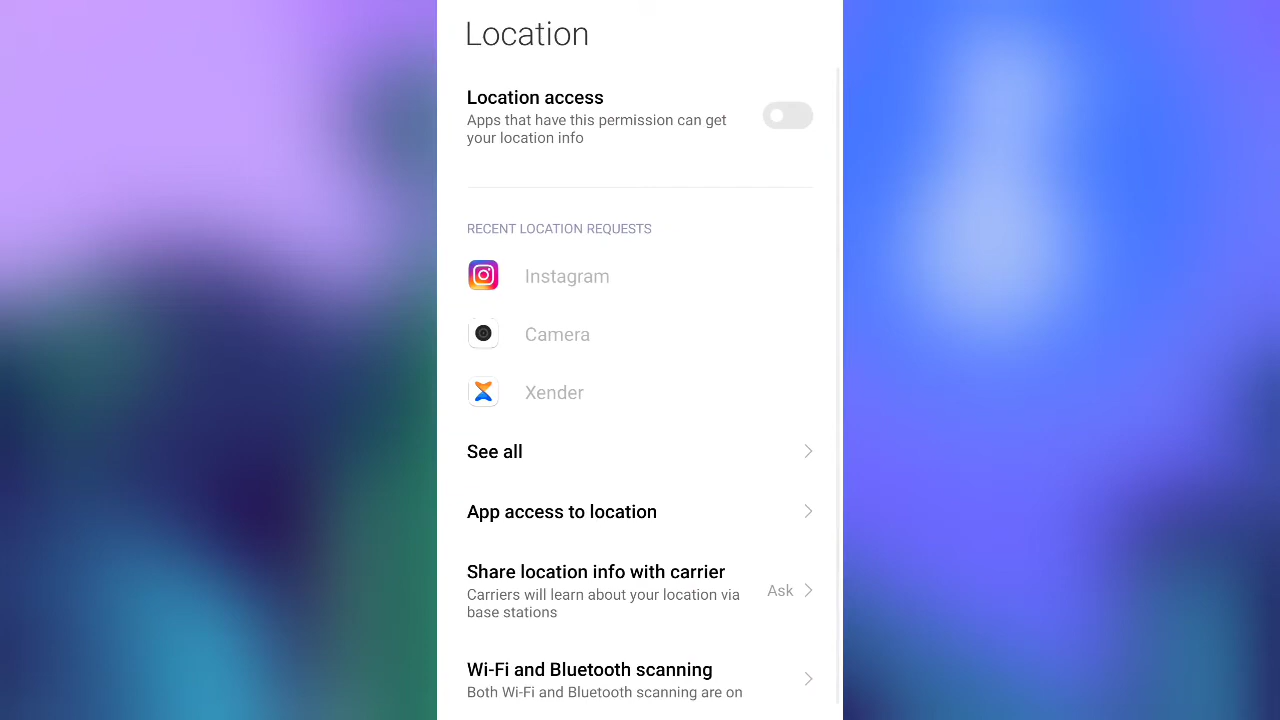 Location
Location access
Apps that have this permission can get
your location info
RECENT LOCATION REQUESTS
Instagram
Camera
Xender
See all
App access to location
Share location info with carrier
Carriers will learn about your location via
base stations
Ask
Wi-Fi and Bluetooth scanning
Both Wi-Fi and Bluetooth scanning are on